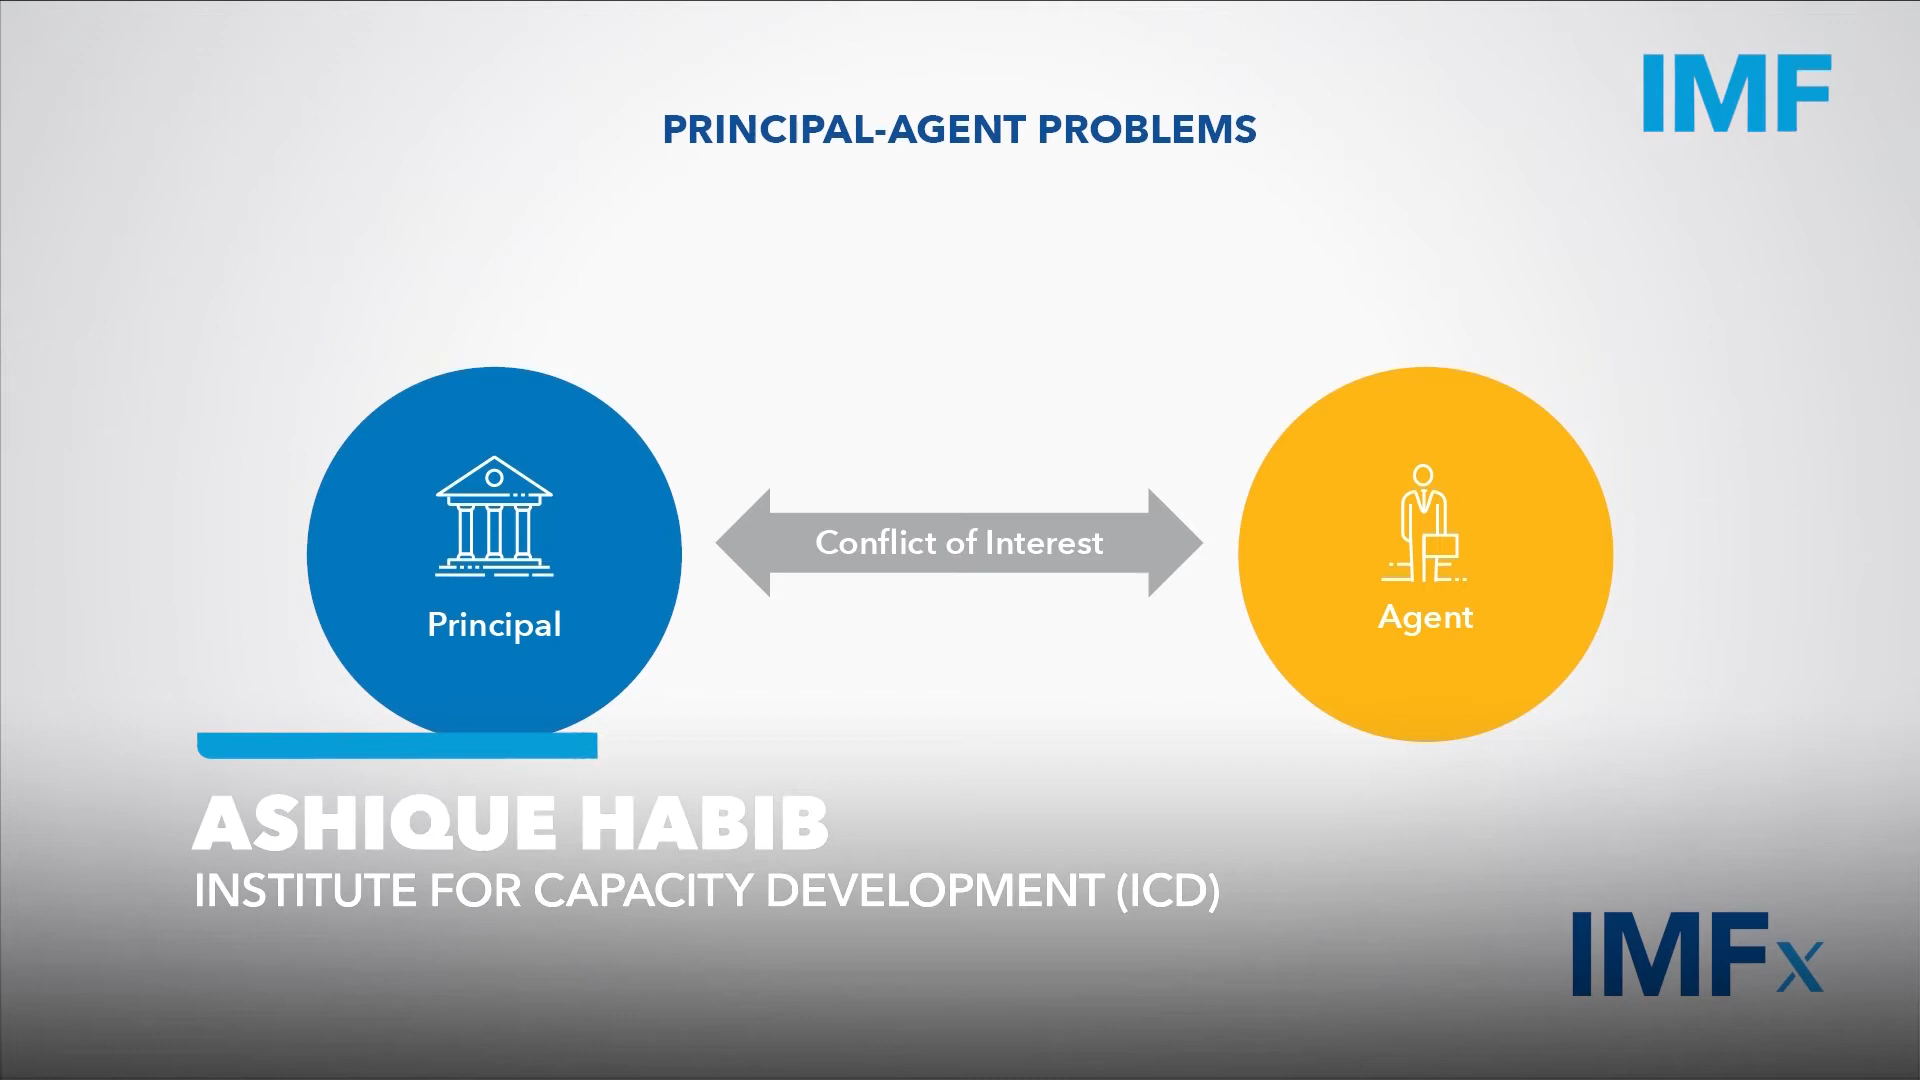 IMF
PRINCIPAL-AGENT PROBLEMS
Principal
Conflict of Interest
Agent
ASHIQUE HABIB
INSTITUTE FOR CAPACITY DEVELOPMENT (ICD)
IMFx